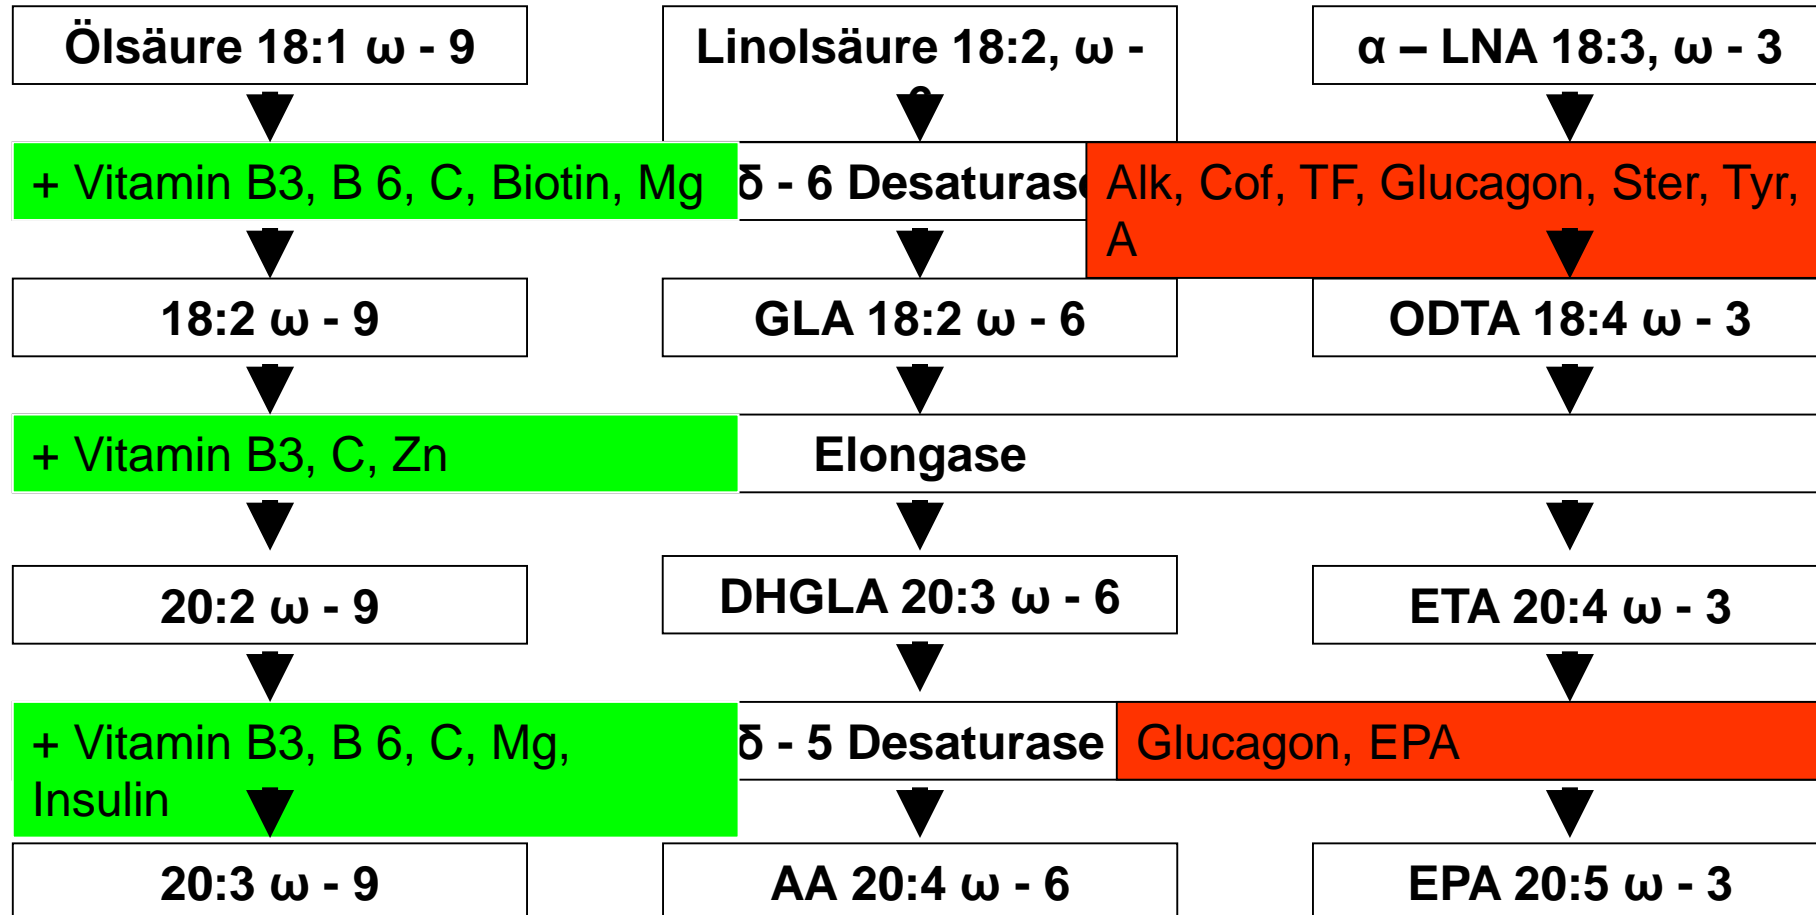 Ölsäure 18:1 ω - 9
Linolsäure 18:2, ω -
α – LNA 18:3, ω - 3
+ Vitamin B3, B 6, C, Biotin, Mg
δ - 6 Desaturase
Alk, Cof, TF, Glucagon, Ster, Tyr,
A
18:2 ω - 9
GLA 18:2 ω - 6
ODTA 18:4 ω - 3
+ Vitamin B3, C, Zn
Elongase
20:2 ω - 9
DHGLA 20:3 ω - 6
ETA 20:4 ω - 3
+ Vitamin B3, B 6, C, Mg,
Insulin
δ - 5 Desaturase
Glucagon, EPA
20:3 ω - 9
AA 20:4 ω - 6
EPA 20:5 ω - 3